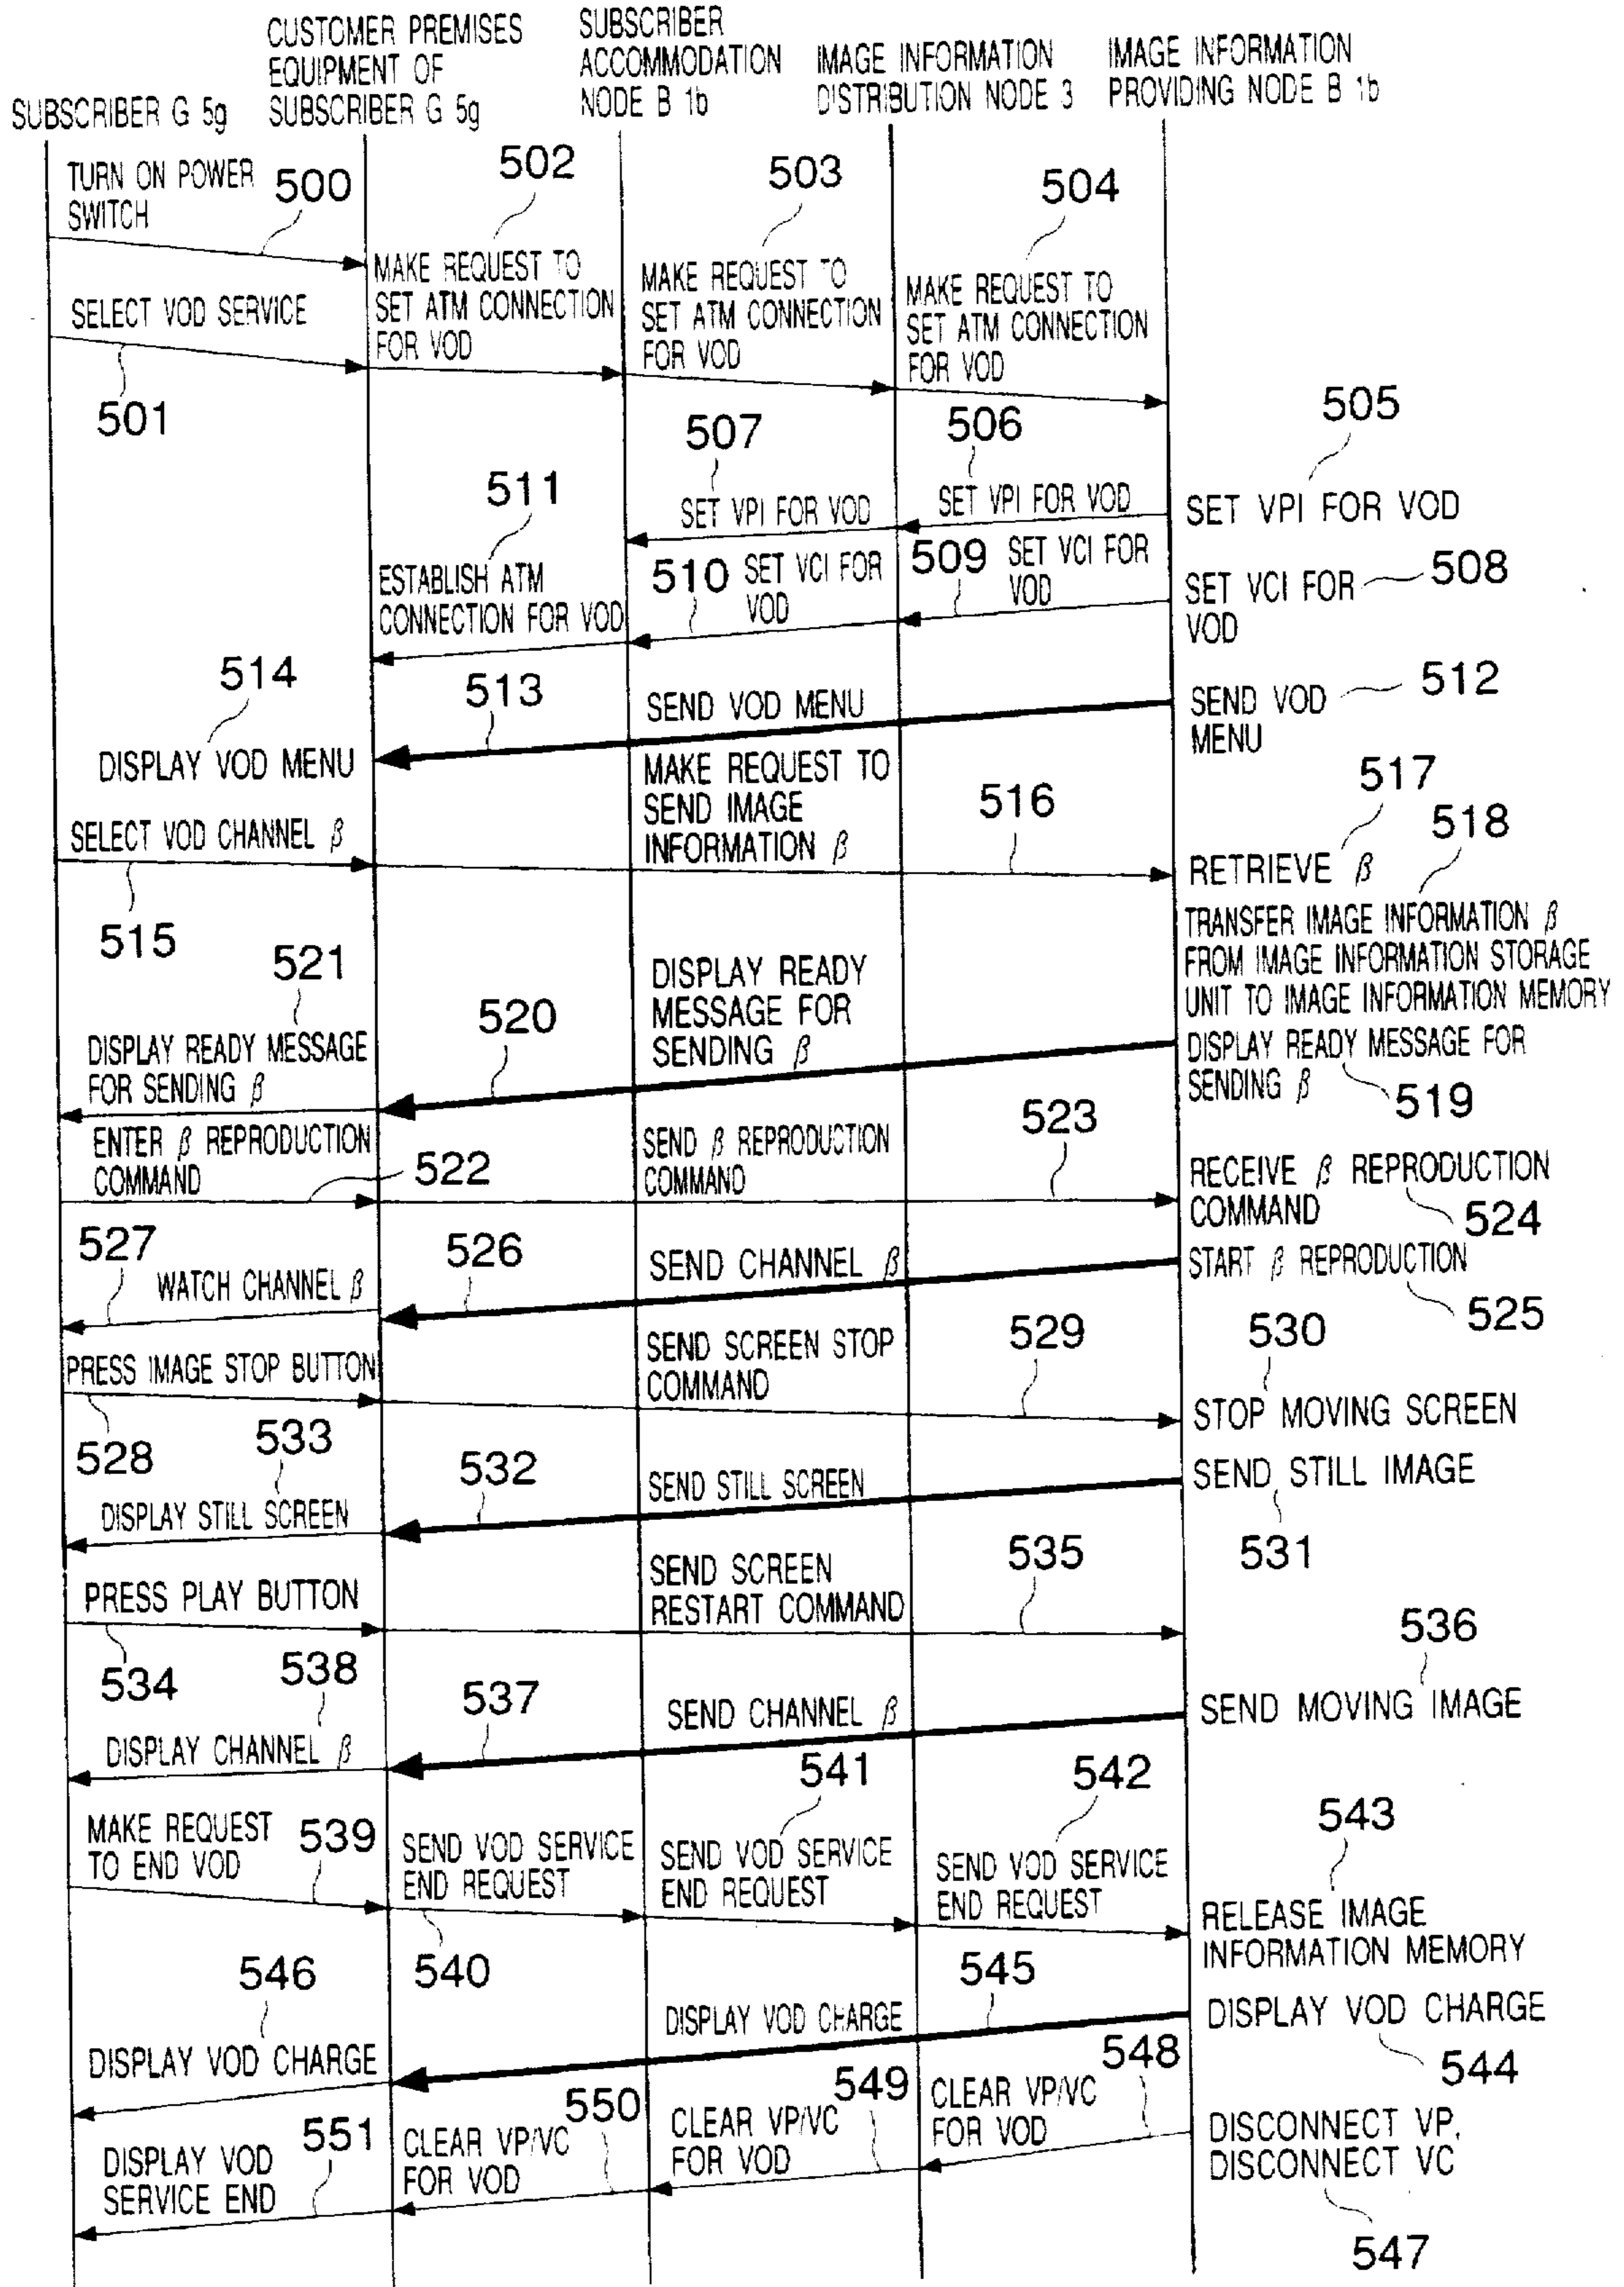 SUBSCRIBER G 5g
CUSTOMER PREMISES
EQUIPMENT OF
SUBSCRIBER G 5g
SUBSCRIBER
ACCOMMODATION
NODE B 1b
IMAGE INFORMATION
DISTRIBUTION NODE 3
IMAGE INFORMATION
PROVIDING NODE B 1b
TURN ON POWER
SWITCH
500
502
503
504
MAKE REQUEST TO
SET ATM CONNECTION
FOR VOD
MAKE REQUEST TO
SET ATM CONNECTION
FOR VOD
MAKE REQUEST TO
SET ATM CONNECTION
FOR VOD
SELECT VOD SERVICE
501
505
507
506
511
SET VPI FOR VOD
SET VPI FOR VOD
SET VPI FOR VOD
ESTABLISH ATM
CONNECTION FOR VOD
510
SET VCI FOR
VOD
509
SET VCI FOR
VOD
SET VCI FOR
VOD
508
514
513
SEND VOD MENU
SEND VOD
MENU
512
DISPLAY VOD MENU
MAKE REQUEST TO
SEND IMAGE
INFORMATION β
516
517
518
SELECT VOD CHANNEL β
RETRIEVE β
515
TRANSFER IMAGE INFORMATION β
FROM IMAGE INFORMATION STORAGE
UNIT TO IMAGE INFORMATION MEMORY
521
520
DISPLAY READY
MESSAGE FOR
SENDING β
DISPLAY READY MESSAGE
FOR SENDING β
DISPLAY READY MESSAGE FOR
SENDING β
519
ENTER β REPRODUCTION
COMMAND
522
SEND β REPRODUCTION
COMMAND
523
RECEIVE β REPRODUCTION
COMMAND
524
527
WATCH CHANNEL β
526
SEND CHANNEL β
START β REPRODUCTION
525
PRESS IMAGE STOP BUTTON
SEND SCREEN STOP
COMMAND
529
530
STOP MOVING SCREEN
528
533
532
DISPLAY STILL SCREEN
SEND STILL SCREEN
SEND STILL IMAGE
531
PRESS PLAY BUTTON
SEND SCREEN
RESTART COMMAND
535
534
538
537
536
DISPLAY CHANNEL β
SEND CHANNEL β
SEND MOVING IMAGE
541
542
543
MAKE REQUEST
TO END VOD
539
SEND VOD SERVICE
END REQUEST
SEND VOD SERVICE
END REQUEST
SEND VOD SERVICE
END REQUEST
RELEASE IMAGE
INFORMATION MEMORY
546
540
545
DISPLAY VOD CHARGE
DISPLAY VOD CHARGE
DISPLAY VOD CHARGE
544
548
549
550
551
DISPLAY VOD
SERVICE END
CLEAR VP/VC
FOR VOD
CLEAR VP/VC
FOR VOD
CLEAR VP/VC
FOR VOD
DISCONNECT VP,
DISCONNECT VC
547